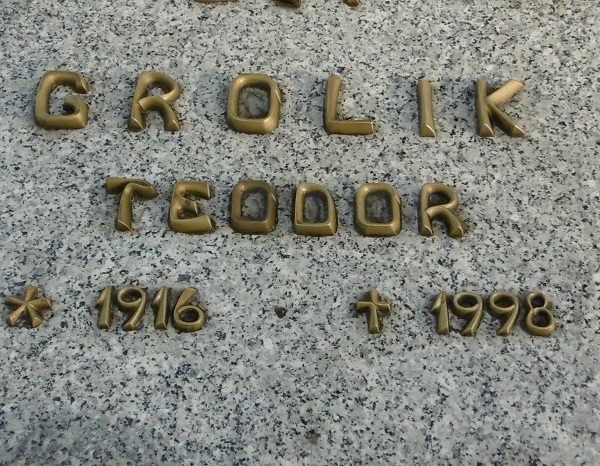 GROLIK
TEODOR
* 1916 † 1998